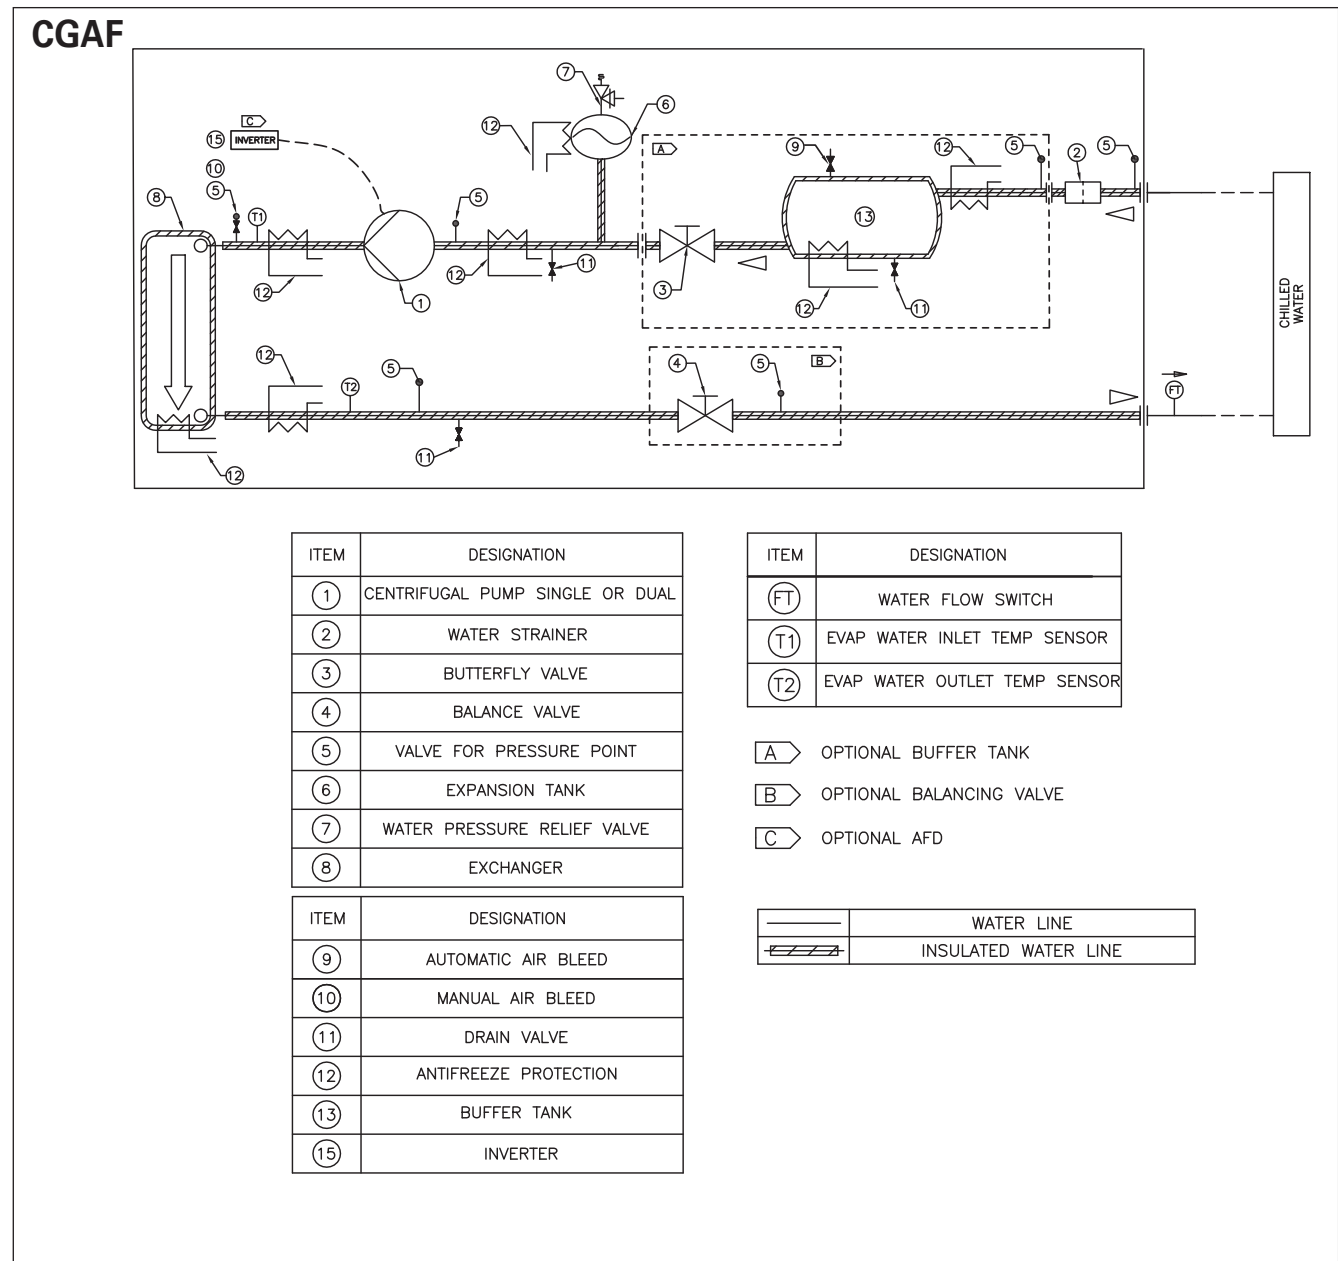 CGAF
7
6
C
15 INVERTER
12
A
9
12
5
2
5
10
5
8
T1
5
13
12
12
11
3
12
11
1
CHILLED
WATER
12
5
4
5
B
T2
FT
11
12
ITEM DESIGNATION
1 CENTRIFUGAL PUMP SINGLE OR DUAL
2 WATER STRAINER
3 BUTTERFLY VALVE
4 BALANCE VALVE
5 VALVE FOR PRESSURE POINT
6 EXPANSION TANK
7 WATER PRESSURE RELIEF VALVE
8 EXCHANGER
ITEM DESIGNATION
9 AUTOMATIC AIR BLEED
10 MANUAL AIR BLEED
11 DRAIN VALVE
12 ANTIFREEZE PROTECTION
13 BUFFER TANK
15 INVERTER
ITEM DESIGNATION
FT WATER FLOW SWITCH
T1 EVAP WATER INLET TEMP SENSOR
T2 EVAP WATER OUTLET TEMP SENSOR
A OPTIONAL BUFFER TANK
B OPTIONAL BALANCING VALVE
C OPTIONAL AFD
WATER LINE
INSULATED WATER LINE